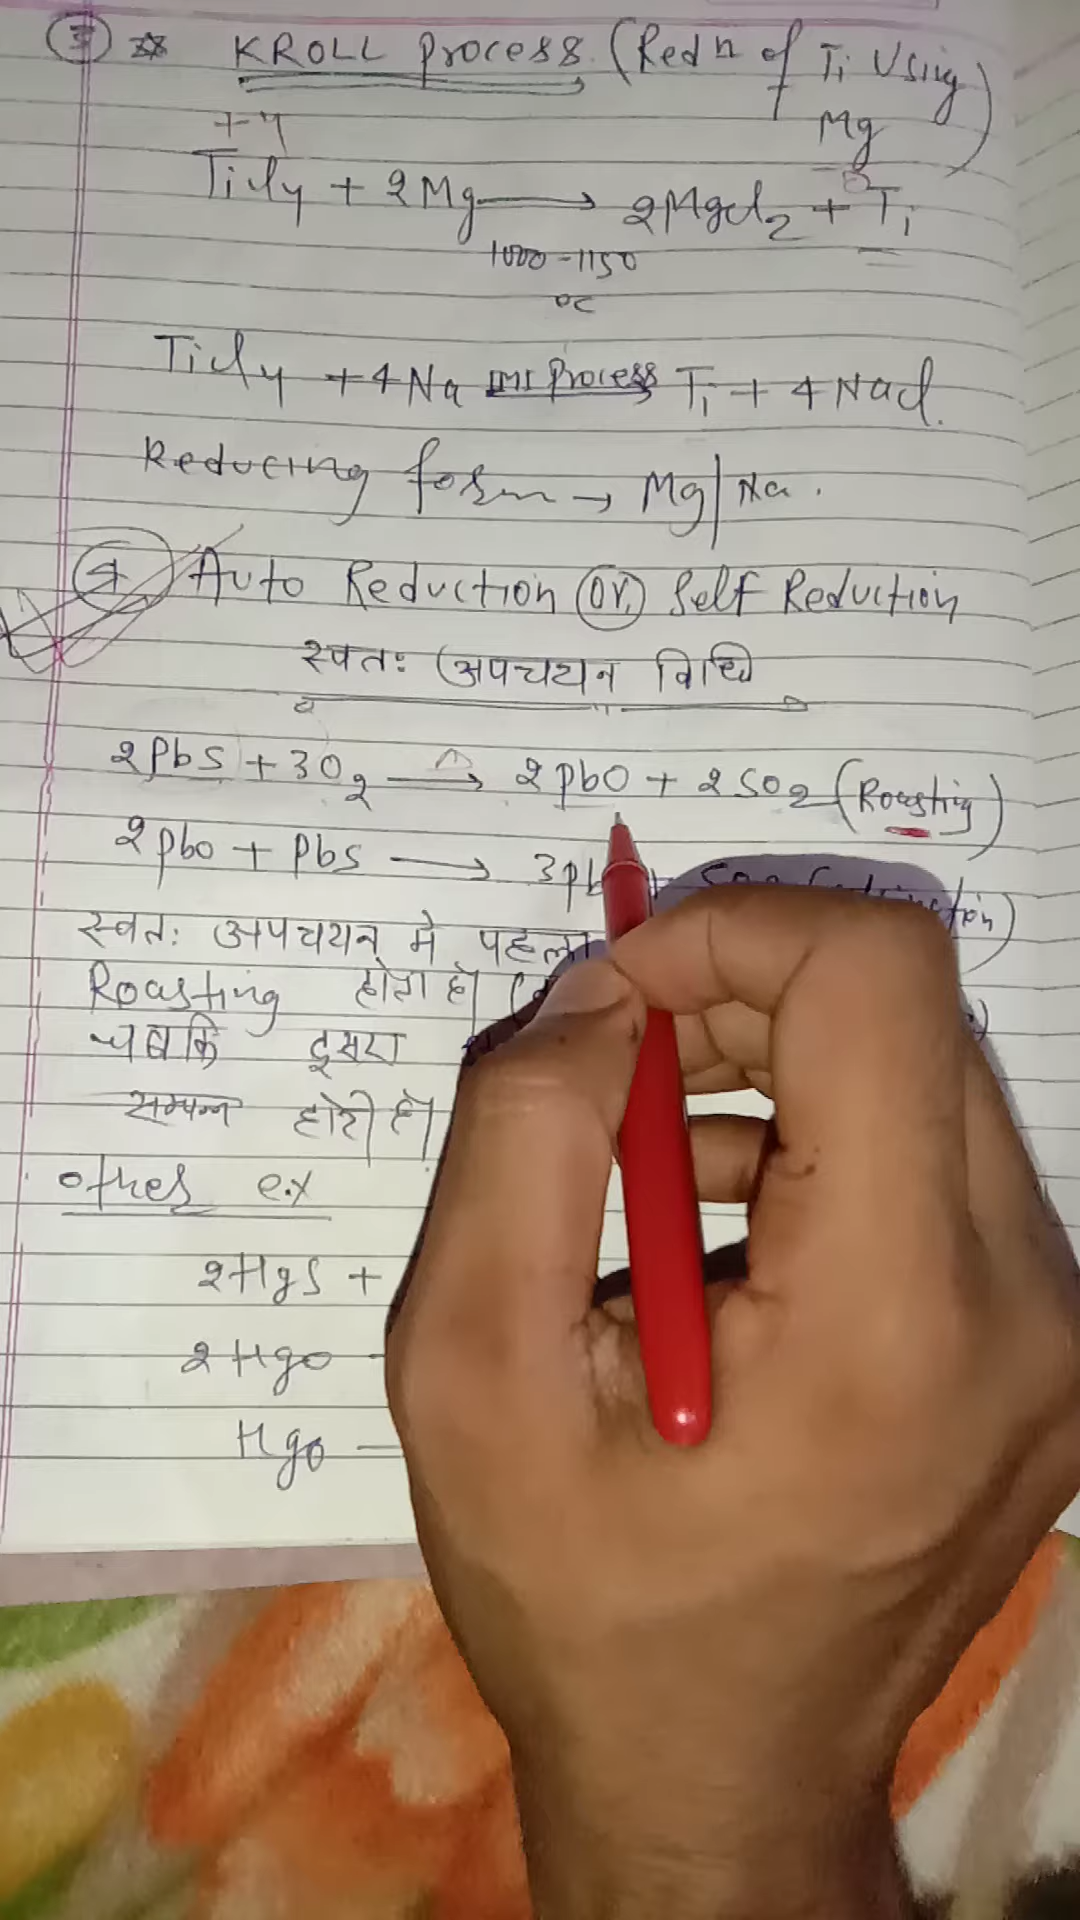 ③ ** KROLL Process. (Redn of Ti Using Mg)
+4
TiCl4 + 2Mg ⟶ 2MgCl2 + Ti
1000-1150
°C
TiCl4 + 4Na IMI Process Ti + 4NaCl.
Reducing form → Mg/Na.
④ Auto Reduction (Or) Self Reduction
स्वतः (अपचयन विधि
2PbS + 3O2 —Δ→ 2PbO + 2SO2 (Roasting)
2PbO + PbS ⟶ 3Pb +
स्वतः अपचयन मे पहला
Roasting होता है (
जबकि दूसरा
सम्पन्न होती है।
other ex
2HgS +
2HgO
HgO —